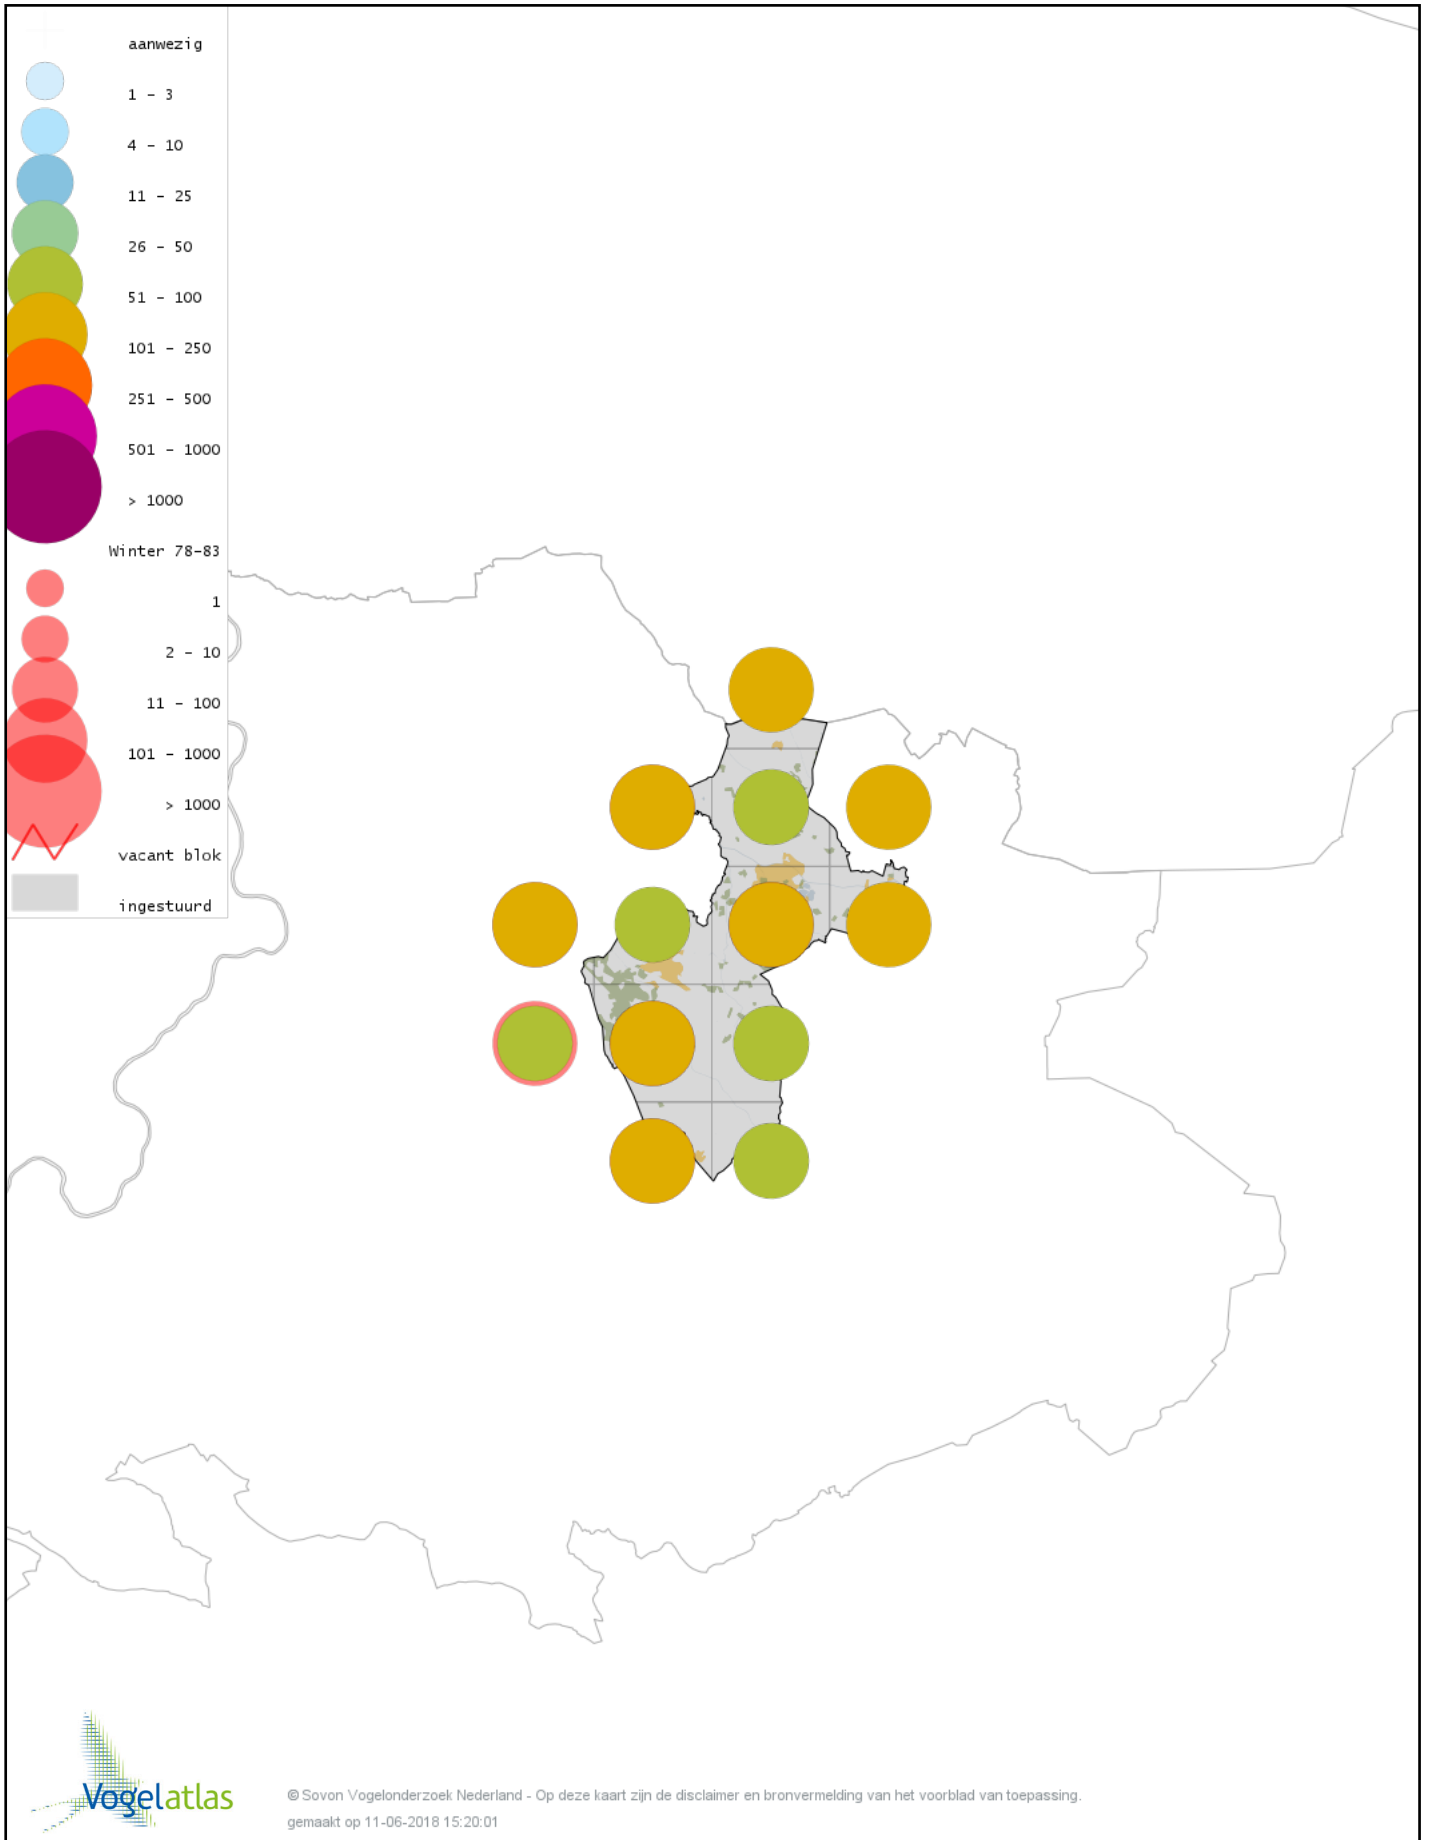 aanwezig
1 - 3
4 - 10
11 - 25
26 - 50
51 - 100
101 - 250
251 - 500
501 - 1000
> 1000
Winter 78-83
1
2 - 10
11 - 100
101 - 1000
> 1000
vacant blok
ingestuurd
Vogelatlas
© Sovon Vogelonderzoek Nederland - Op deze kaart zijn de disclaimer en bronvermelding van het voorblad van toepassing.
gemaakt op 11-06-2018 15:20:01